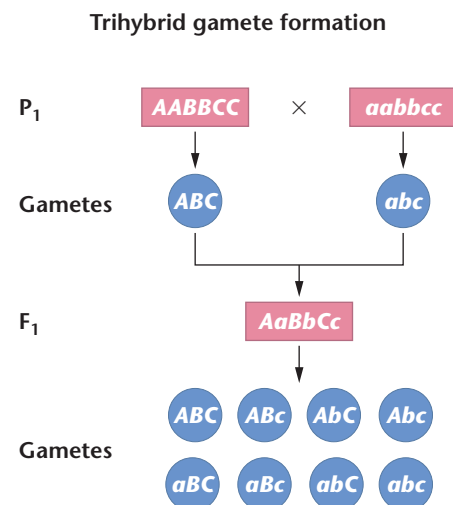 Trihybrid gamete formation
P1 AABBCC × aabbcc
Gametes ABC abc
F1 AaBbCc
ABC ABc AbC Abc
Gametes
aBC aBc abC abc